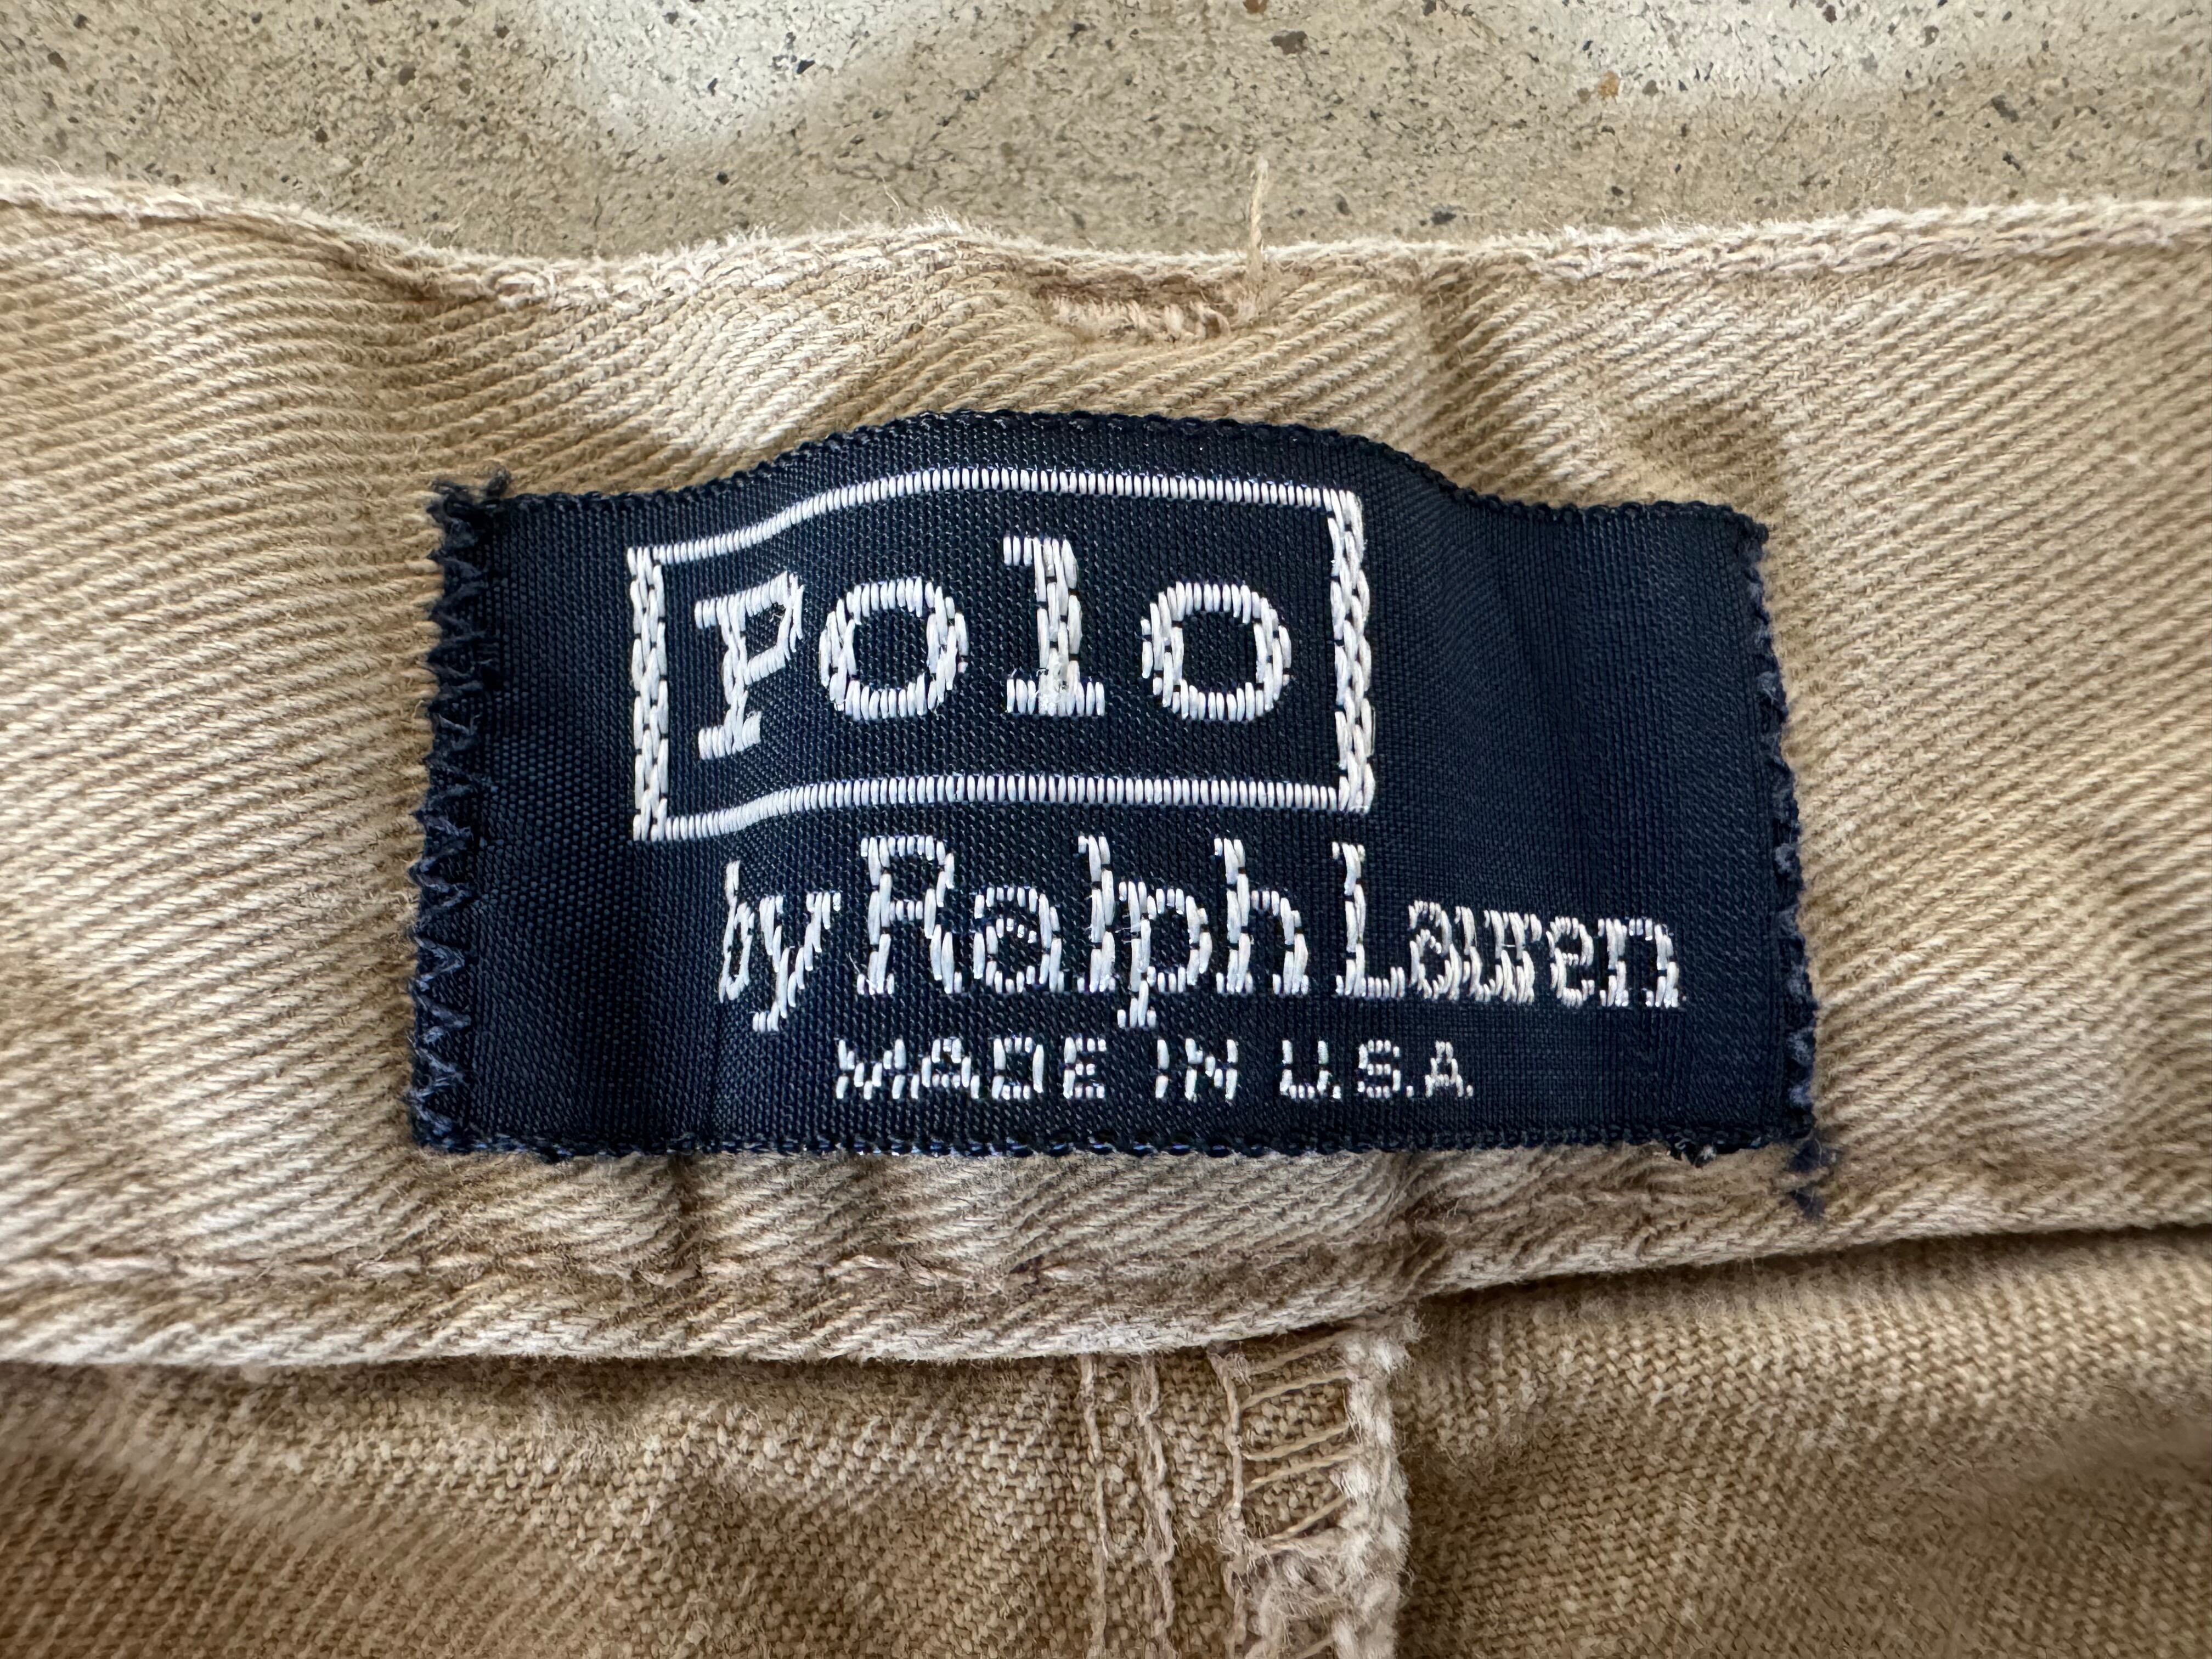 Polo
by Ralph Lauren
MADE IN U.S.A.